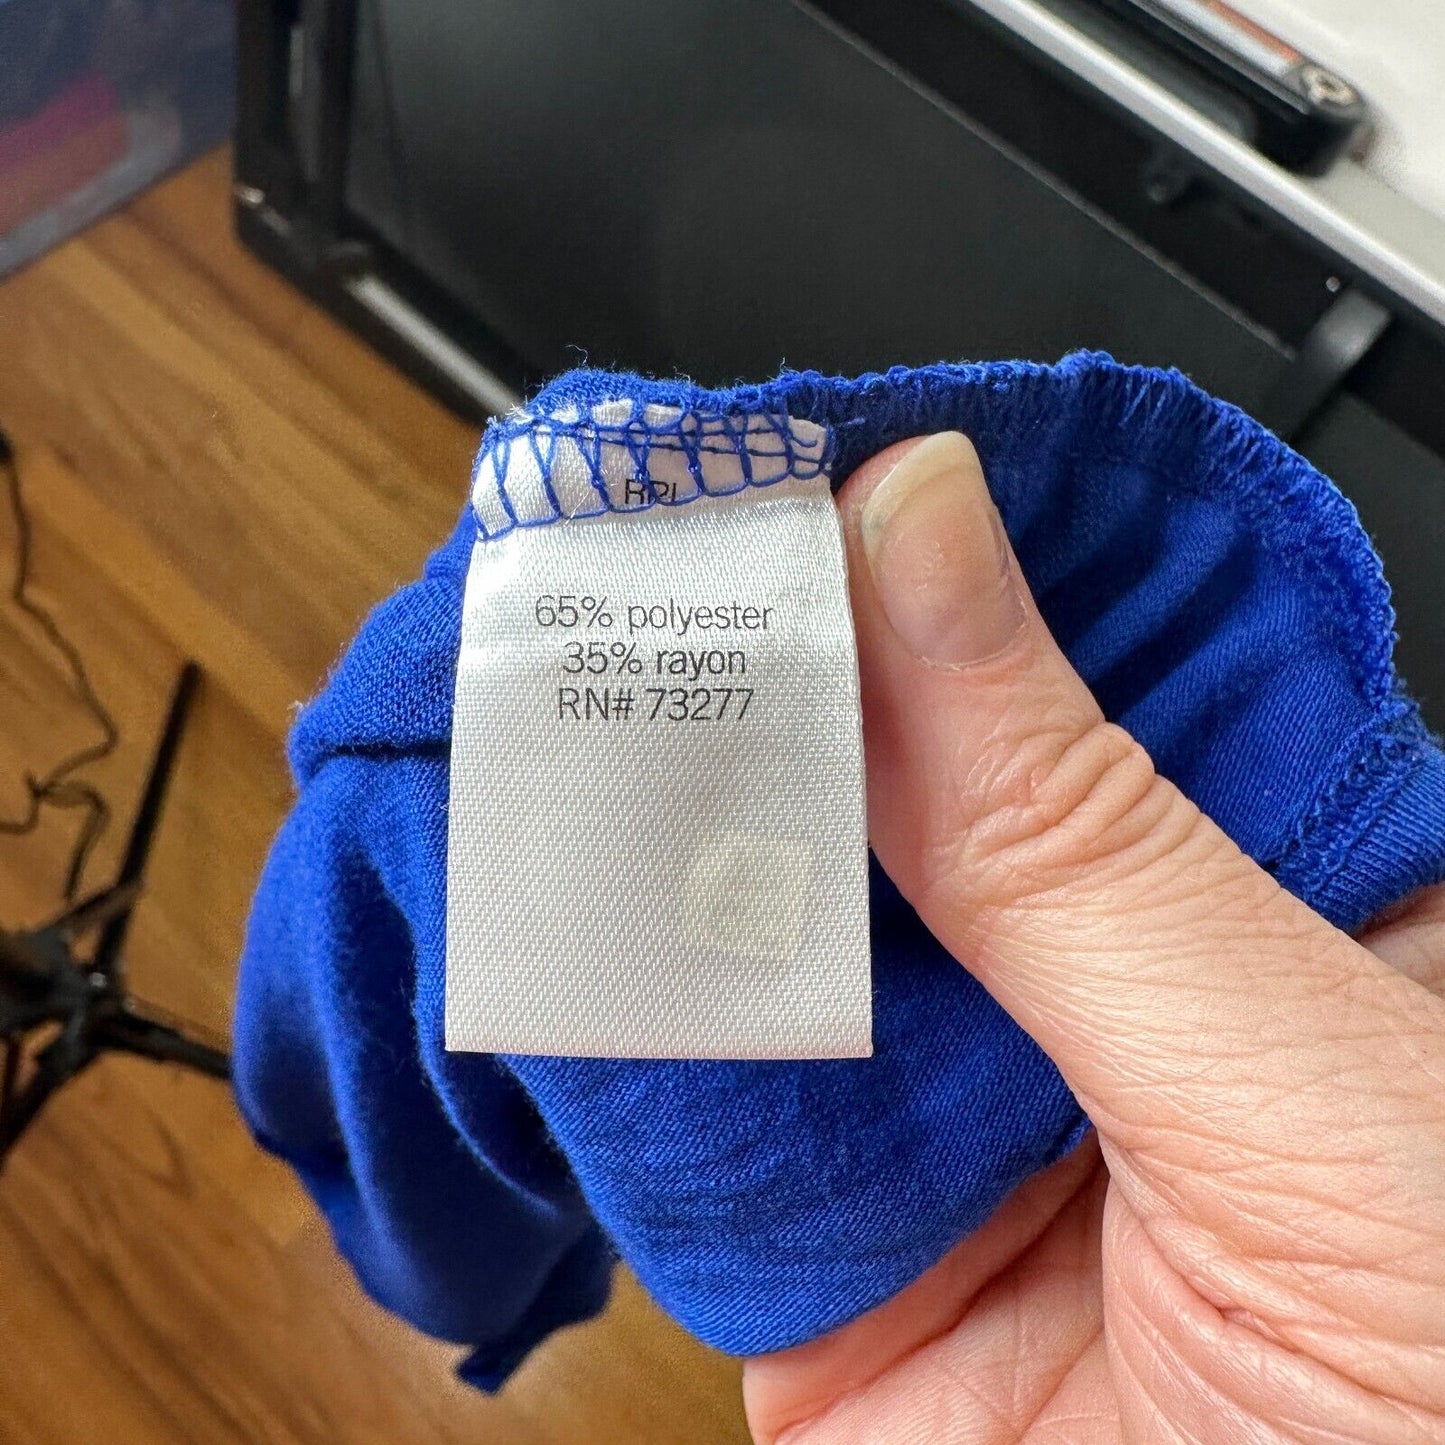 65% polyester
35% rayon
RN# 73277